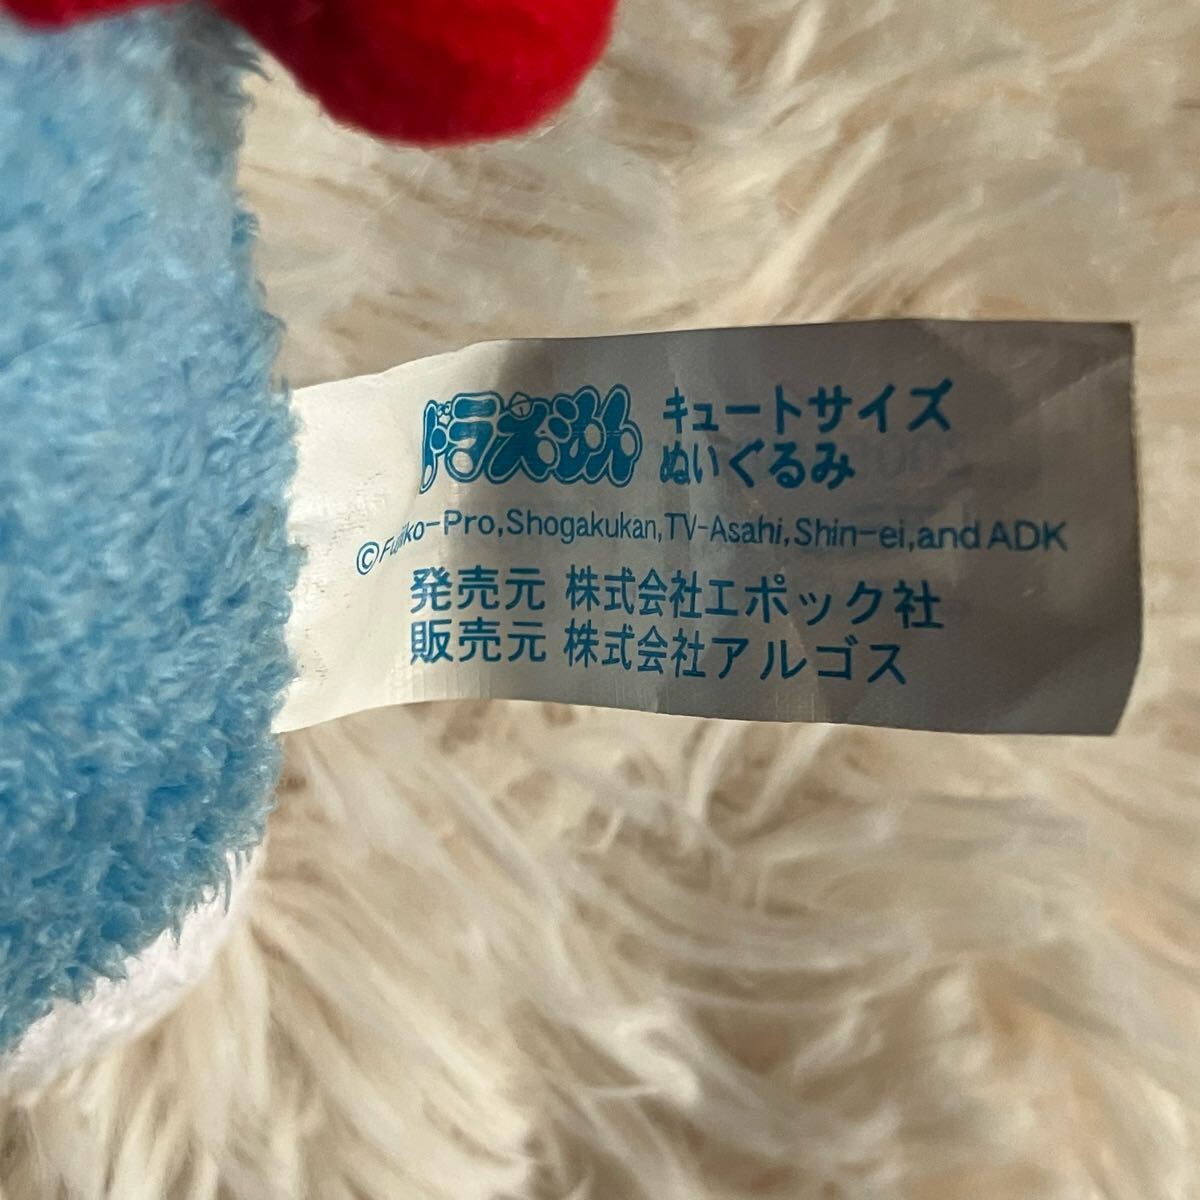 ドラえもん キュートサイズ
ぬいぐるみ
©Fujiko-Pro,Shogakukan,TV-Asahi,Shin-ei,and ADK
発売元 株式会社エポック社
販売元 株式会社アルゴス